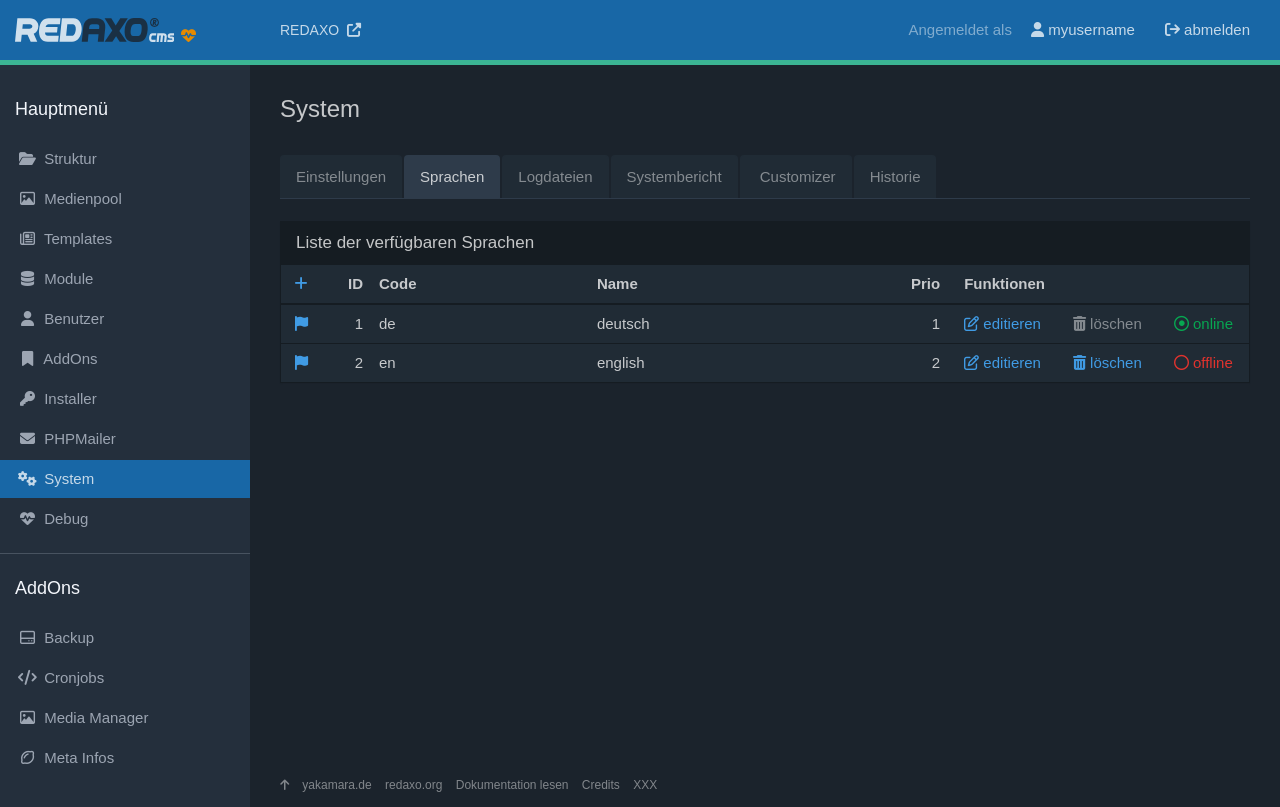 REDAXO® cms
REDAXO
Angemeldet als myusername abmelden
Hauptmenü
Struktur
Medienpool
Templates
Module
Benutzer
AddOns
Installer
PHPMailer
System
Debug
AddOns
Backup
Cronjobs
Media Manager
Meta Infos
System
Einstellungen Sprachen Logdateien Systembericht Customizer Historie
Liste der verfügbaren Sprachen
ID Code Name Prio Funktionen
1 de deutsch 1 editieren löschen online
2 en english 2 editieren löschen offline
yakamara.de redaxo.org Dokumentation lesen Credits XXX